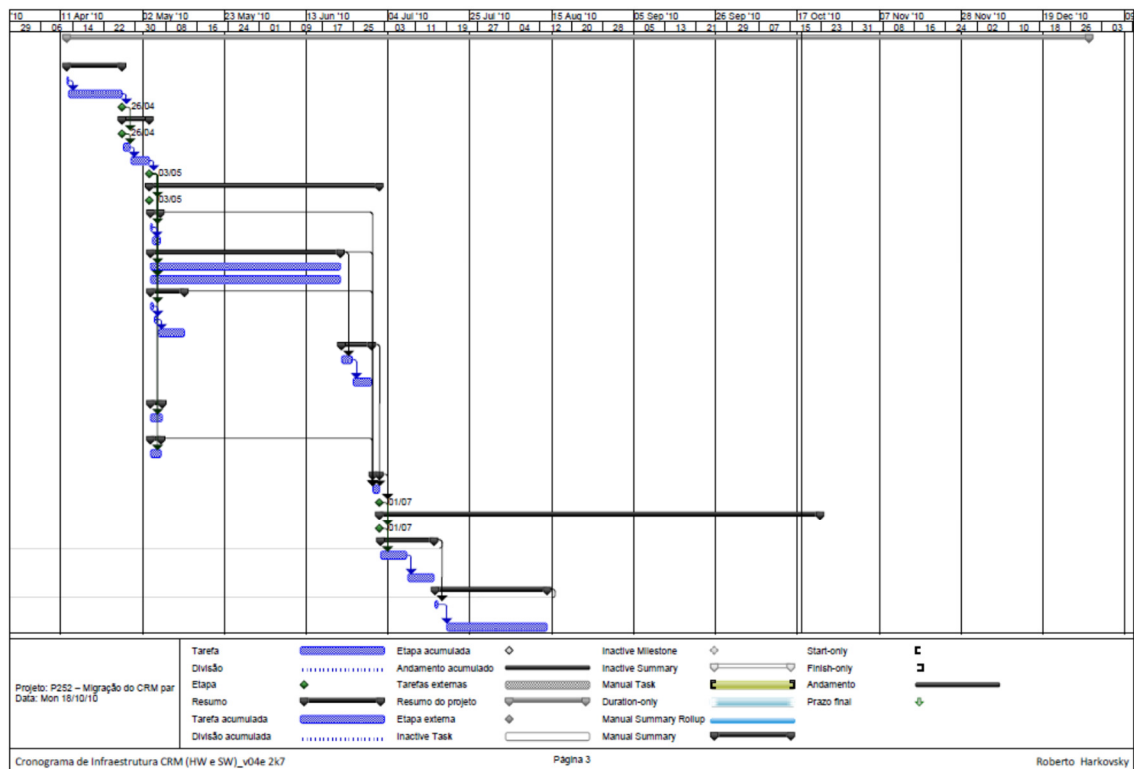 '10 11 Apr '10 02 May '10 23 May '10 13 Jun '10 04 Jul '10 25 Jul '10 15 Aug '10 05 Sep '10 26 Sep '10 17 Oct '10 07 Nov '10 28 Nov '10 19 Dec '10 09
29 06 14 22 30 08 16 24 01 09 17 25 03 11 19 27 04 12 20 28 05 13 21 29 07 15 23 31 08 16 24 02 10 18 26 03
26/04
26/04
03/05
03/05
01/07
01/07
Tarefa Etapa acumulada Inactive Milestone Start-only
Divisão Andamento acumulado Inactive Summary Finish-only
Etapa Tarefas externas Manual Task Andamento
Resumo Resumo do projeto Duration-only Prazo final
Tarefa acumulada Etapa externa Manual Summary Rollup
Divisão acumulada Inactive Task Manual Summary
Projeto: P252 – Migração do CRM par
Data: Mon 18/10/10
Cronograma de Infraestrutura CRM (HW e SW)_v04e 2k7 Página 3 Roberto Harkovsky